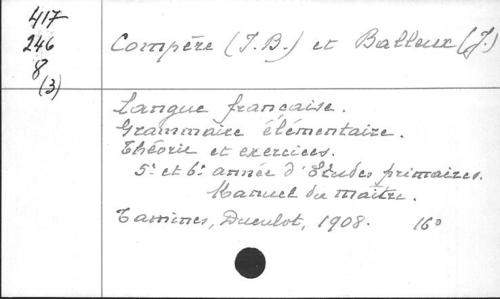 417
246
8
(3)
Compère (J. B.) et Balleux (J.)
Langue française.
Grammaire élémentaire.
Théorie et exercices.
5e et 6e année d'Etudes primaires.
Manuel du maître.
Tamines, Duculot, 1908. 16°